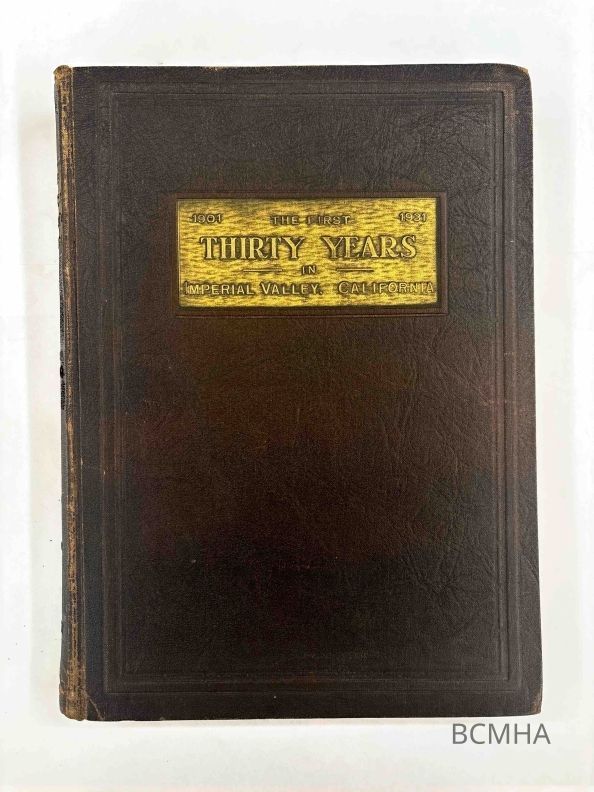 1901 THE FIRST 1931
THIRTY YEARS
IN
IMPERIAL VALLEY, CALIFORNIA
BCMHA